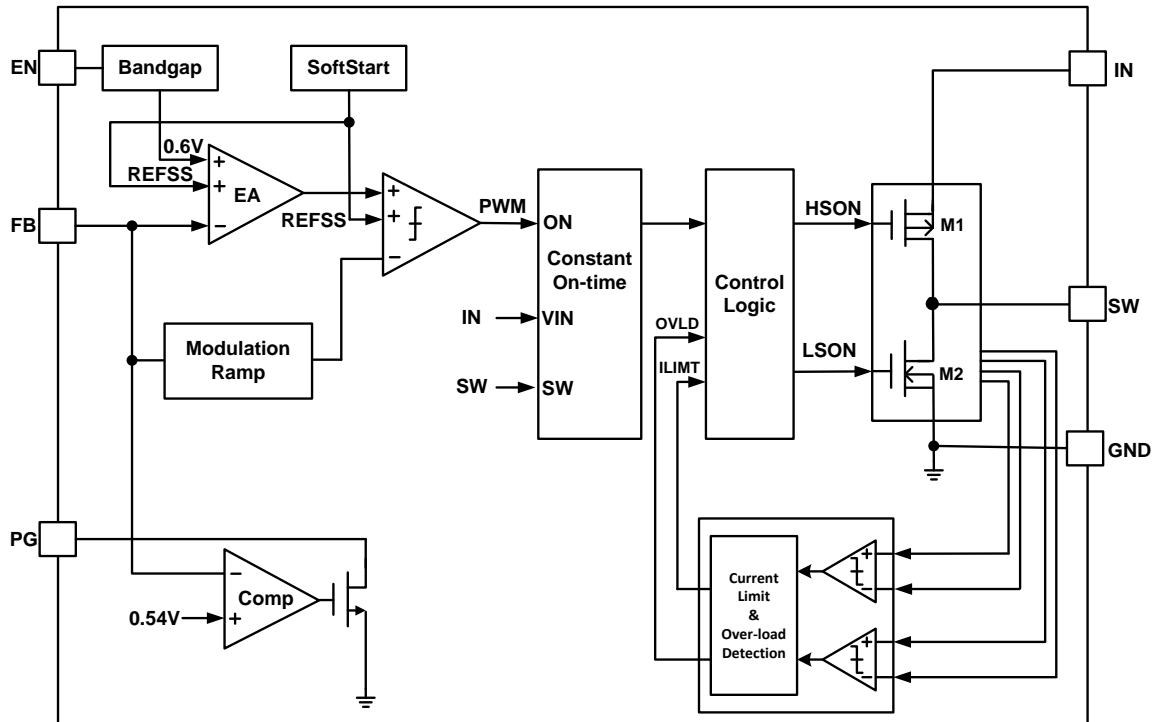 EN
Bandgap
SoftStart
IN
0.6V
+
REFSS
+
EA
−
FB
REFSS
+
+
−
PWM
ON
Constant
On-time
IN
VIN
SW
SW
Control
Logic
HSON
M1
SW
OVLD
LSON
ILIMT
M2
GND
Modulation
Ramp
PG
−
Comp
0.54V
+
Current
Limit
&
Over-load
Detection
+
−
+
−